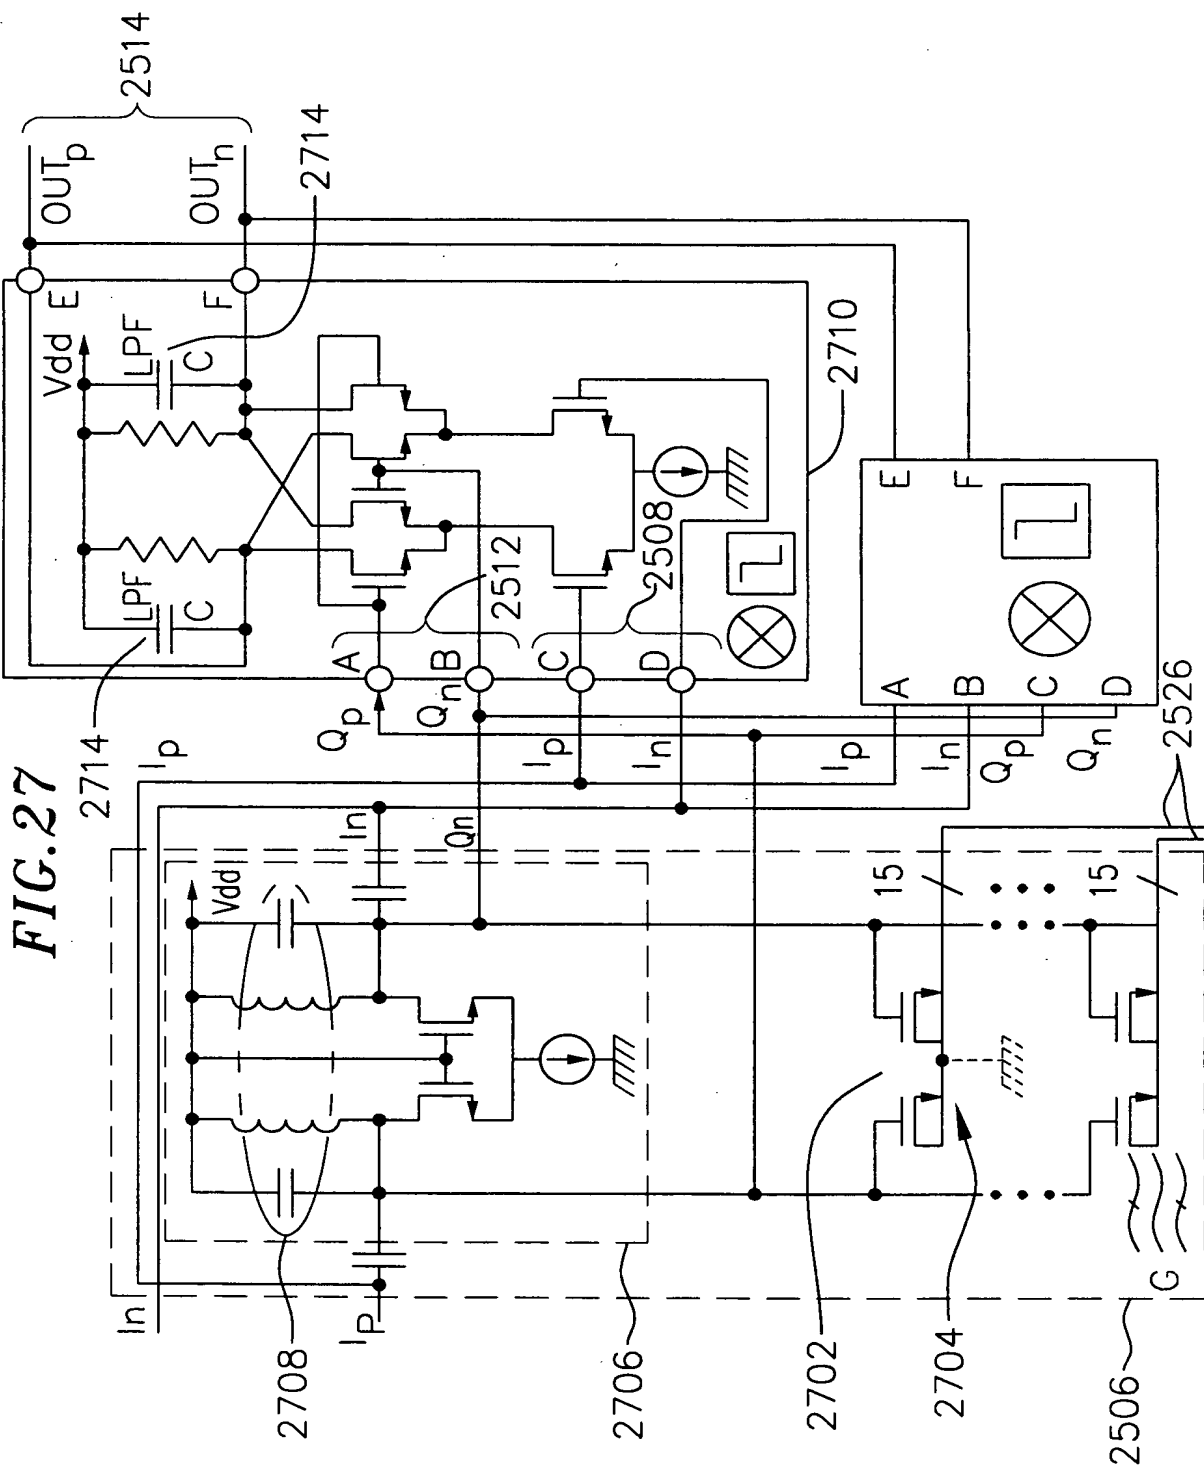 FIG.27
2514
OUTp
OUTn
2714
E
F
Vdd
LPF
C
LPF
C
2714
2710
2512
2508
A
B
C
D
Qp
Qn
Ip
In
Ip
In
Qn
Vdd
E
F
A
B
C
D
Ip
In
Qp
Qn
2526
15
15
In
IP
2708
2706
2702
2704
2506
G